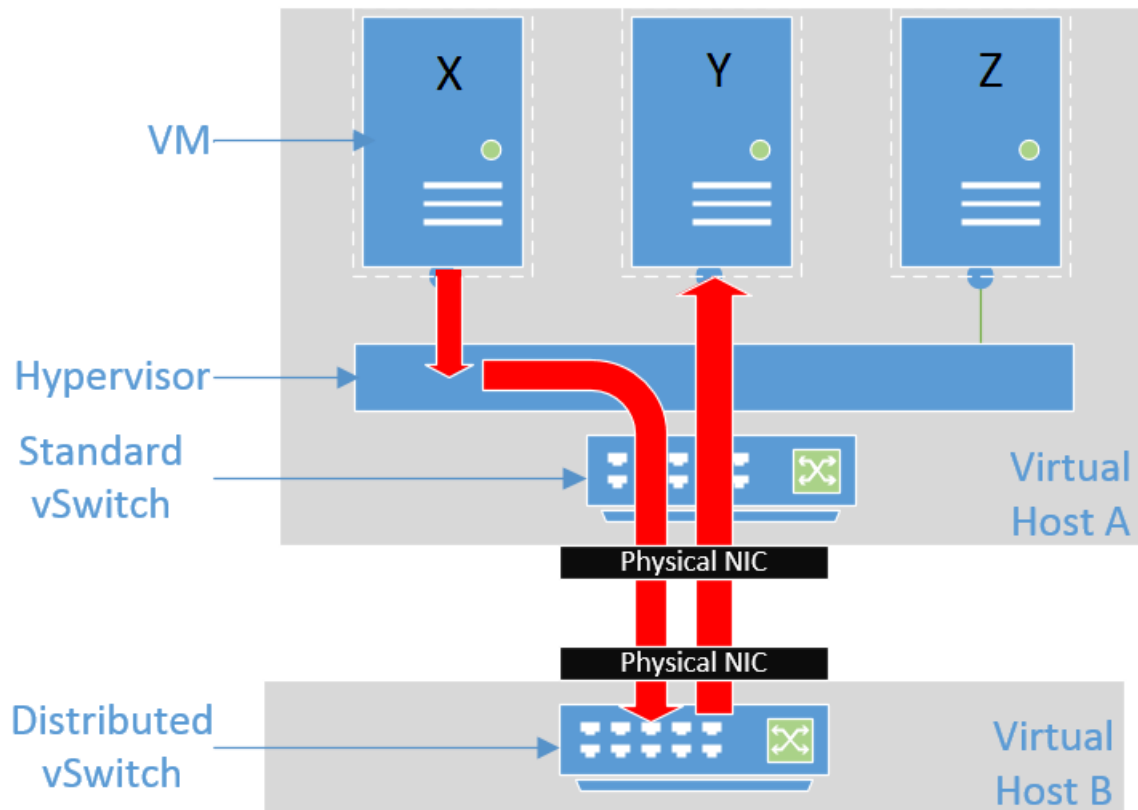 X
Y
Z
VM
Hypervisor
Standard
vSwitch
Virtual
Host A
Physical NIC
Physical NIC
Distributed
vSwitch
Virtual
Host B